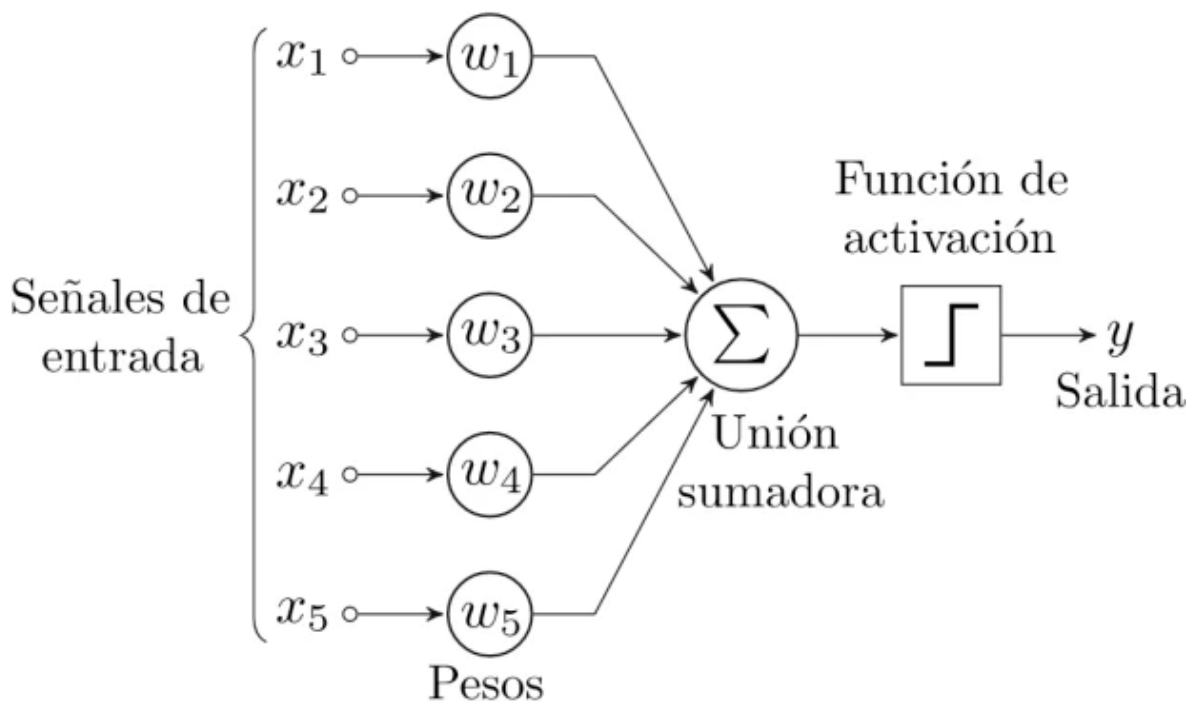 x₁ w₁
x₂ w₂
Función de
activación
Señales de
entrada
x₃ w₃
Σ
y
Salida
Unión
sumadora
x₄ w₄
x₅ w₅
Pesos